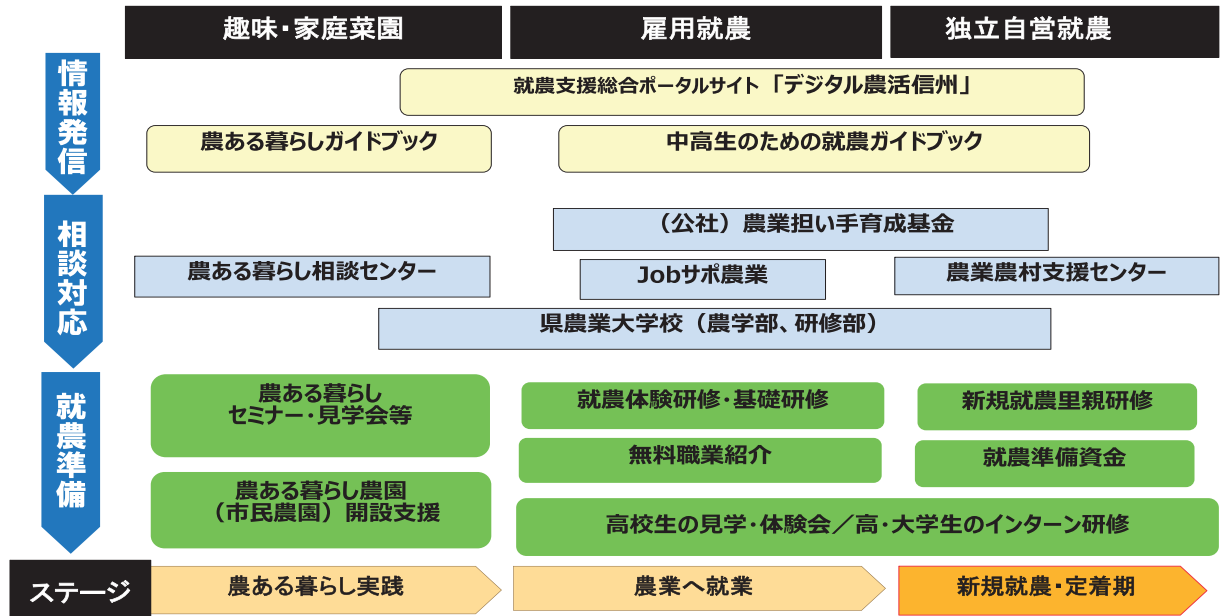 趣味・家庭菜園
雇用就農
独立自営就農
情報発信
就農支援総合ポータルサイト「デジタル農活信州」
農ある暮らしガイドブック
中高生のための就農ガイドブック
相談対応
（公社）農業担い手育成基金
農ある暮らし相談センター
Jobサポ農業
農業農村支援センター
県農業大学校（農学部、研修部）
就農準備
農ある暮らし
セミナー・見学会等
就農体験研修・基礎研修
新規就農里親研修
無料職業紹介
就農準備資金
農ある暮らし農園
（市民農園）開設支援
高校生の見学・体験会／高・大学生のインターン研修
ステージ
農ある暮らし実践
農業へ就業
新規就農・定着期